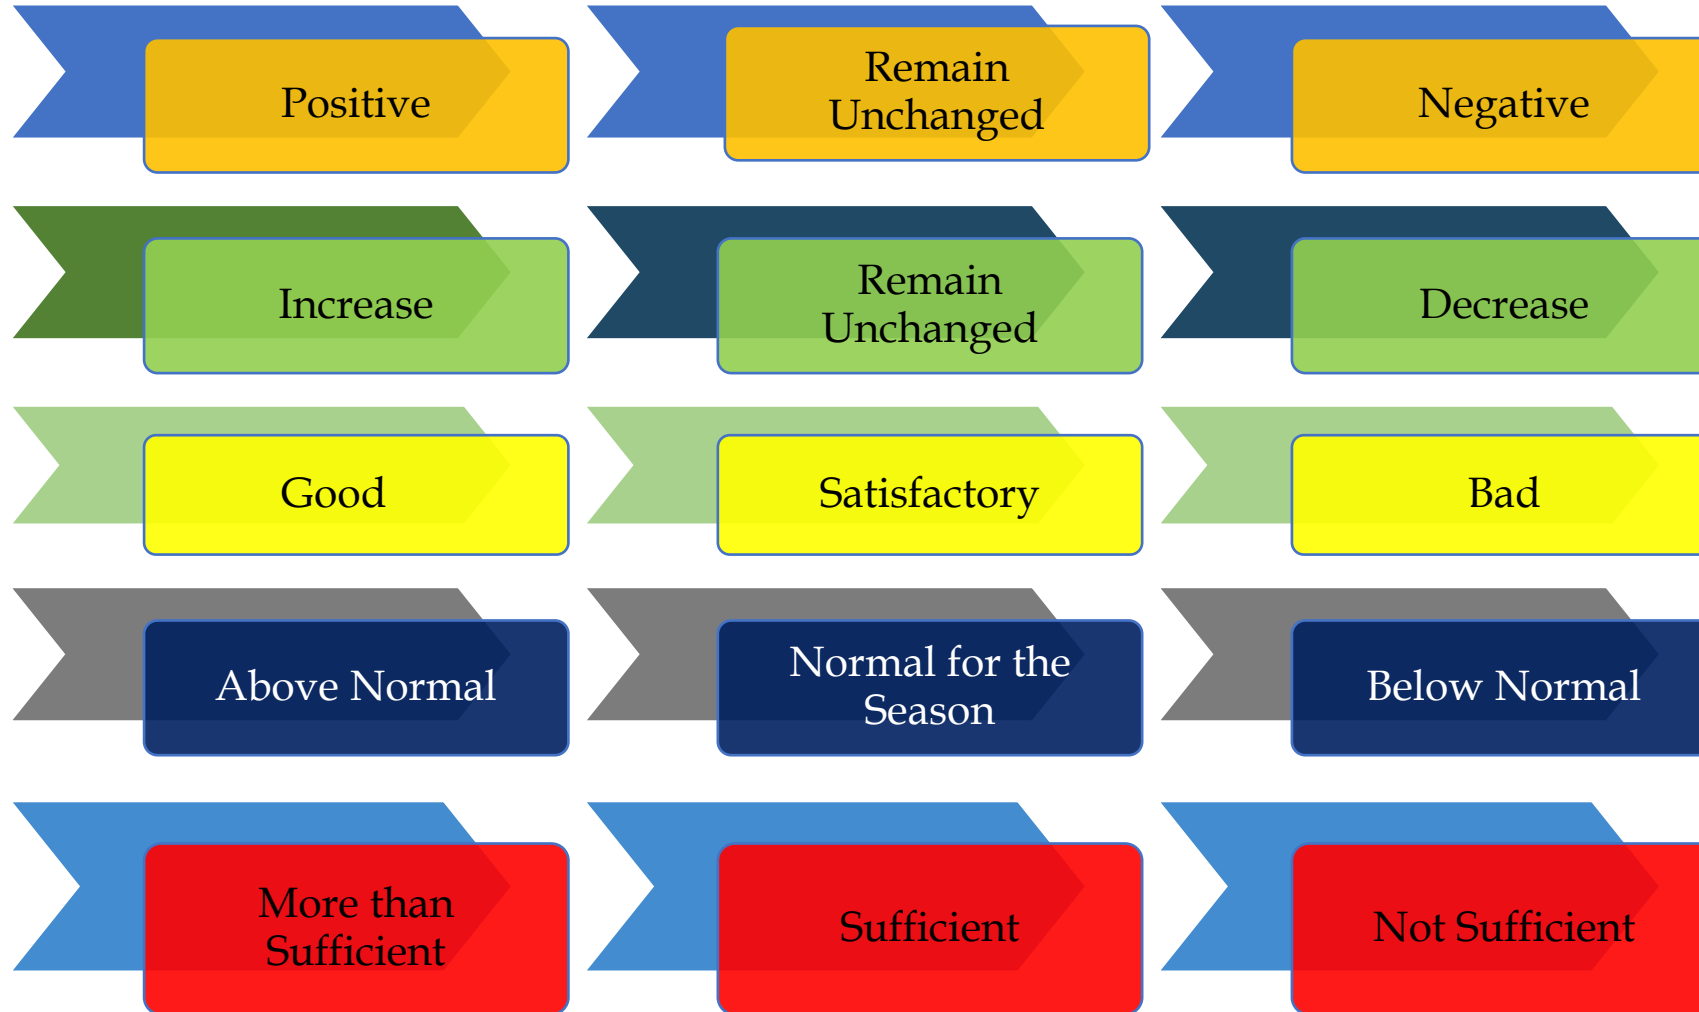 Positive
Remain
Unchanged
Negative
Increase
Remain
Unchanged
Decrease
Good
Satisfactory
Bad
Above Normal
Normal for the
Season
Below Normal
More than
Sufficient
Sufficient
Not Sufficient